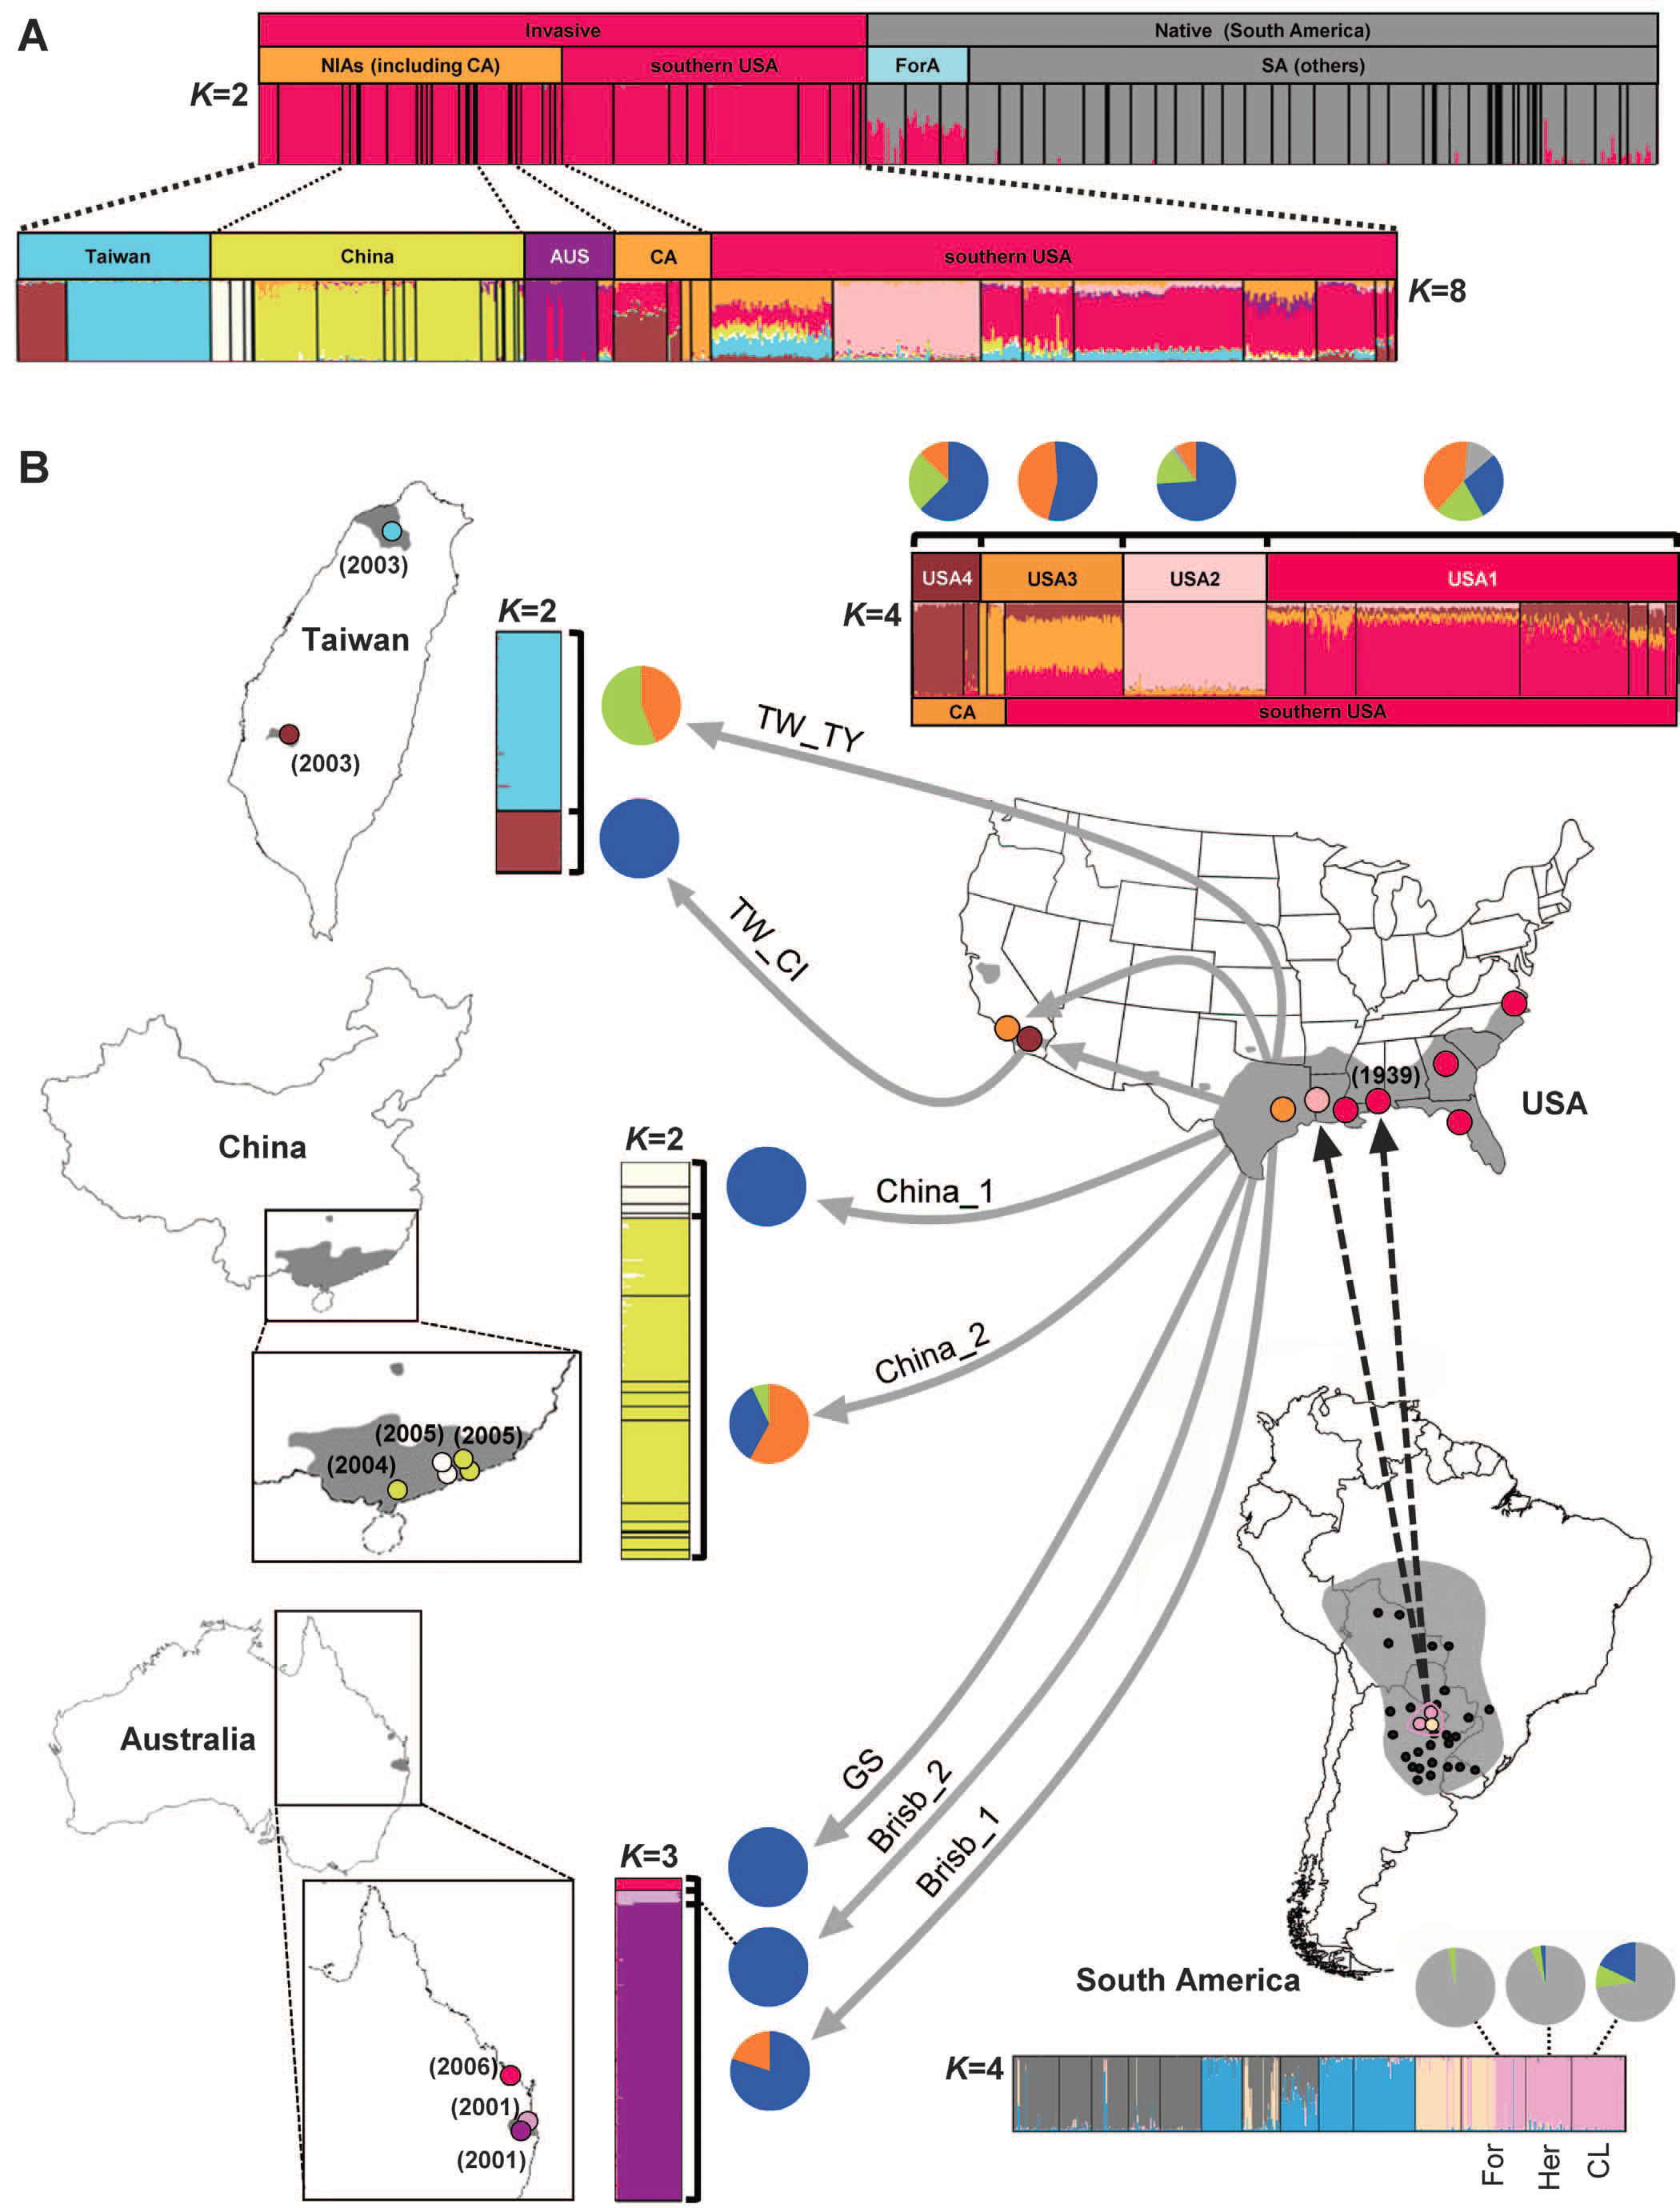 A
Invasive
Native (South America)
NIAs (including CA)
southern USA
ForA
SA (others)
K=2
Taiwan
China
AUS
CA
southern USA
K=8
B
(2003)
Taiwan
(2003)
K=2
USA4
USA3
USA2
USA1
K=4
CA
southern USA
TW_TY
TW_CI
(1939)
USA
China
K=2
China_1
China_2
(2005)
(2005)
(2004)
Australia
K=3
GS
Brisb_2
Brisb_1
(2006)
(2001)
(2001)
South America
K=4
For
Her
CL